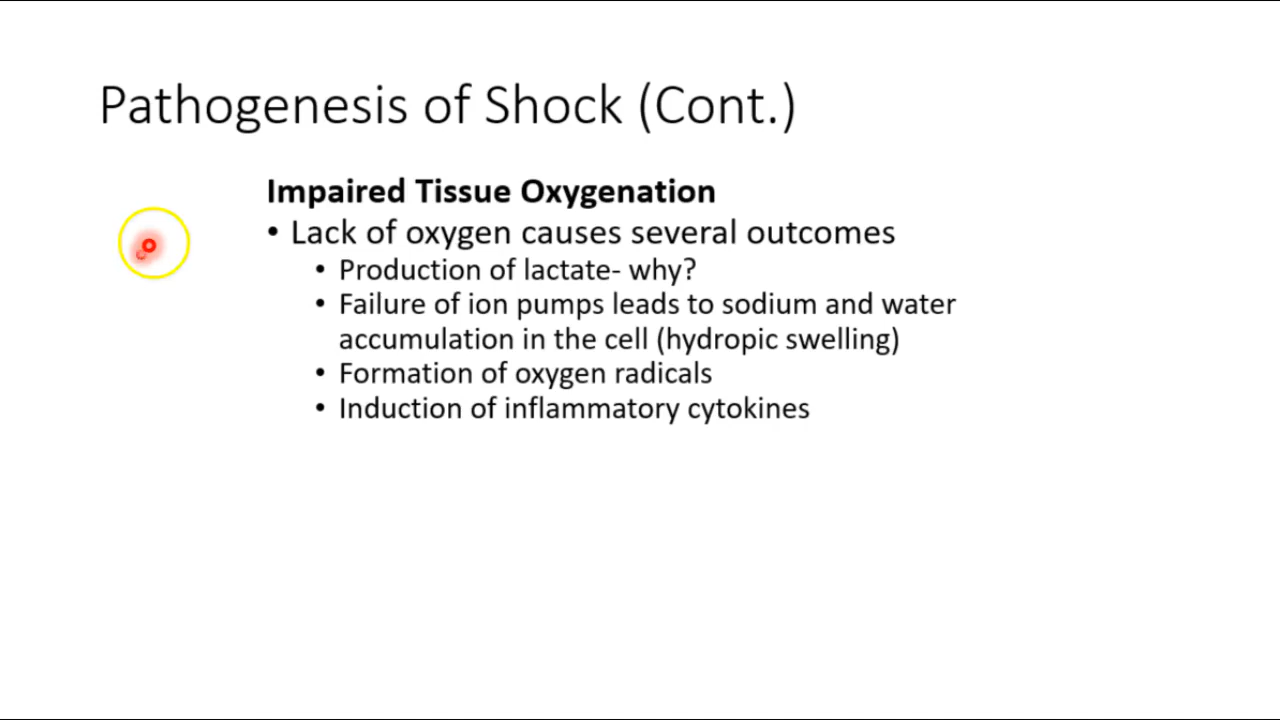 Pathogenesis of Shock (Cont.)
Impaired Tissue Oxygenation
• Lack of oxygen causes several outcomes
• Production of lactate- why?
• Failure of ion pumps leads to sodium and water
accumulation in the cell (hydropic swelling)
• Formation of oxygen radicals
• Induction of inflammatory cytokines